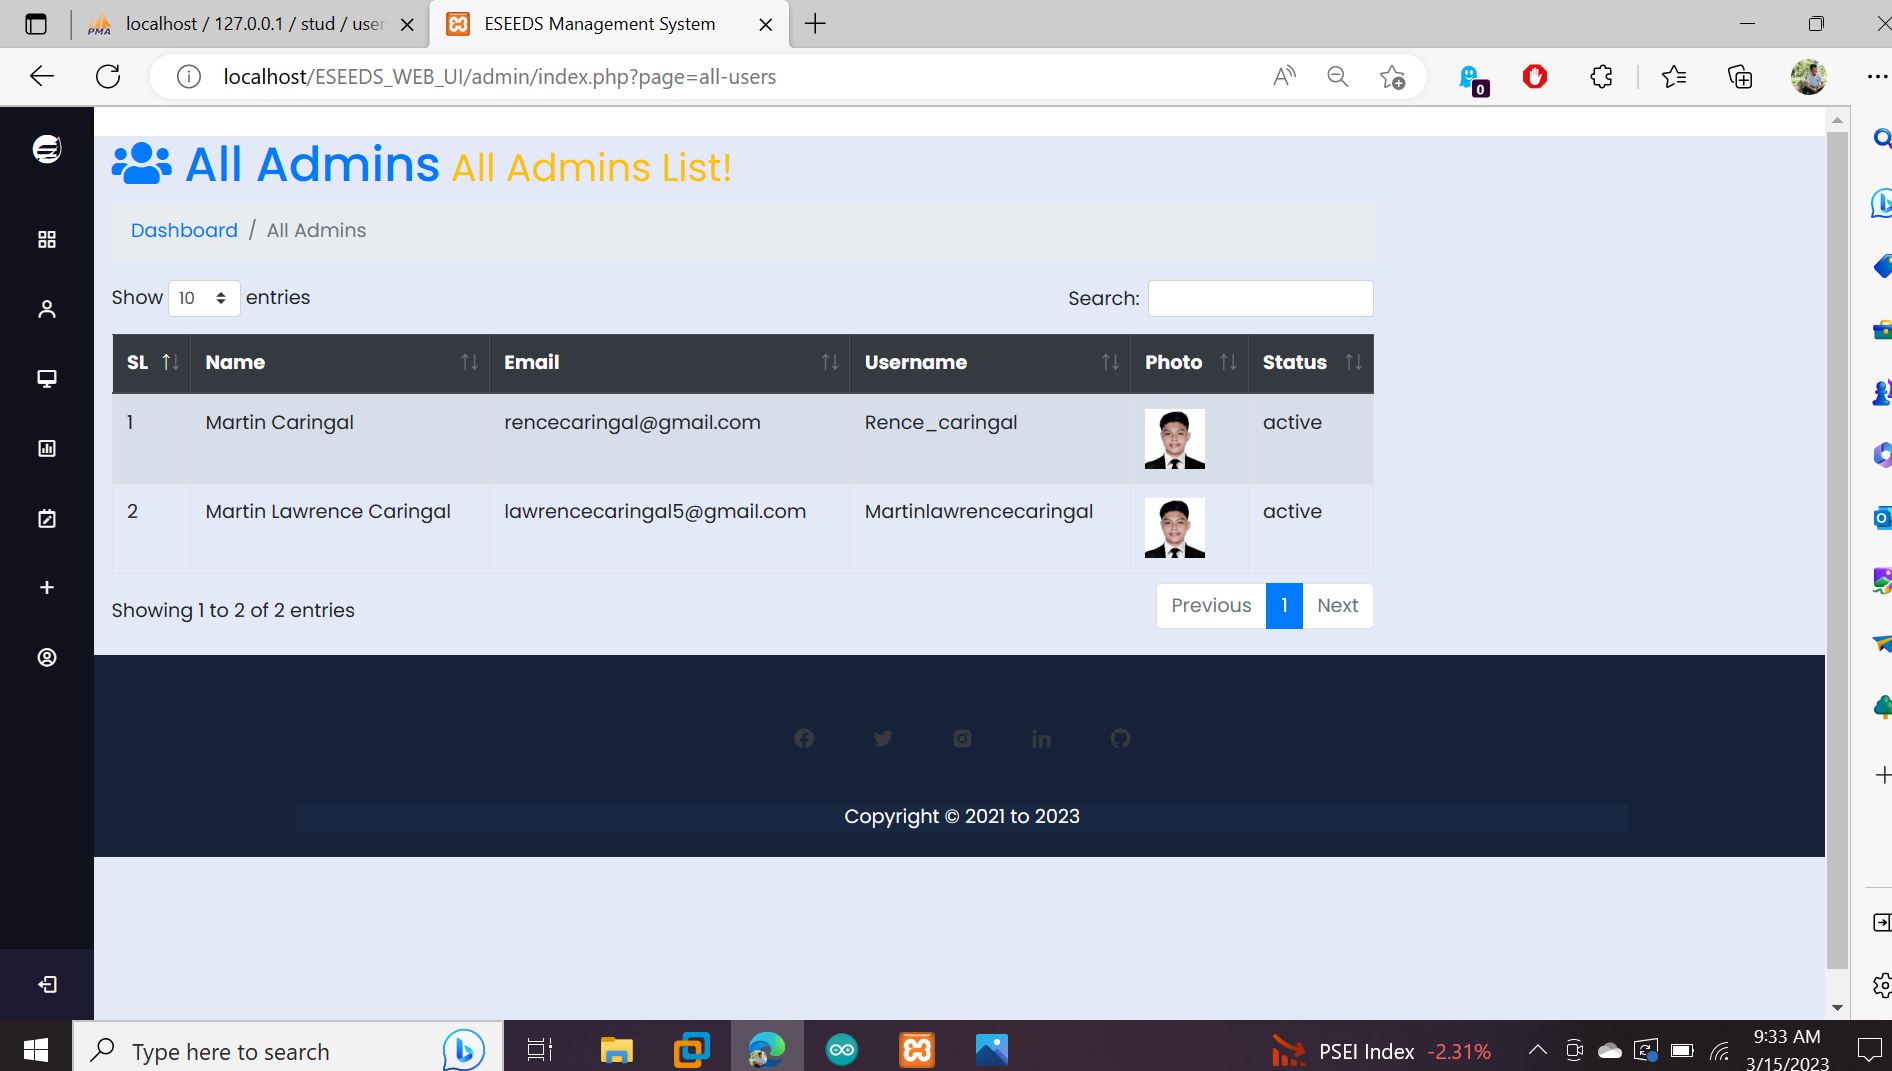 PMA localhost / 127.0.0.1 / stud / user
ESEEDS Management System
localhost/ESEEDS_WEB_UI/admin/index.php?page=all-users
0
All Admins All Admins List!
Dashboard / All Admins
Show 10 entries Search:
SL Name Email Username Photo Status
1 Martin Caringal rencecaringal@gmail.com Rence_caringal active
2 Martin Lawrence Caringal lawrencecaringal5@gmail.com Martinlawrencecaringal active
Showing 1 to 2 of 2 entries Previous 1 Next
Copyright © 2021 to 2023
Type here to search
PSEI Index -2.31%
9:33 AM
3/15/2023